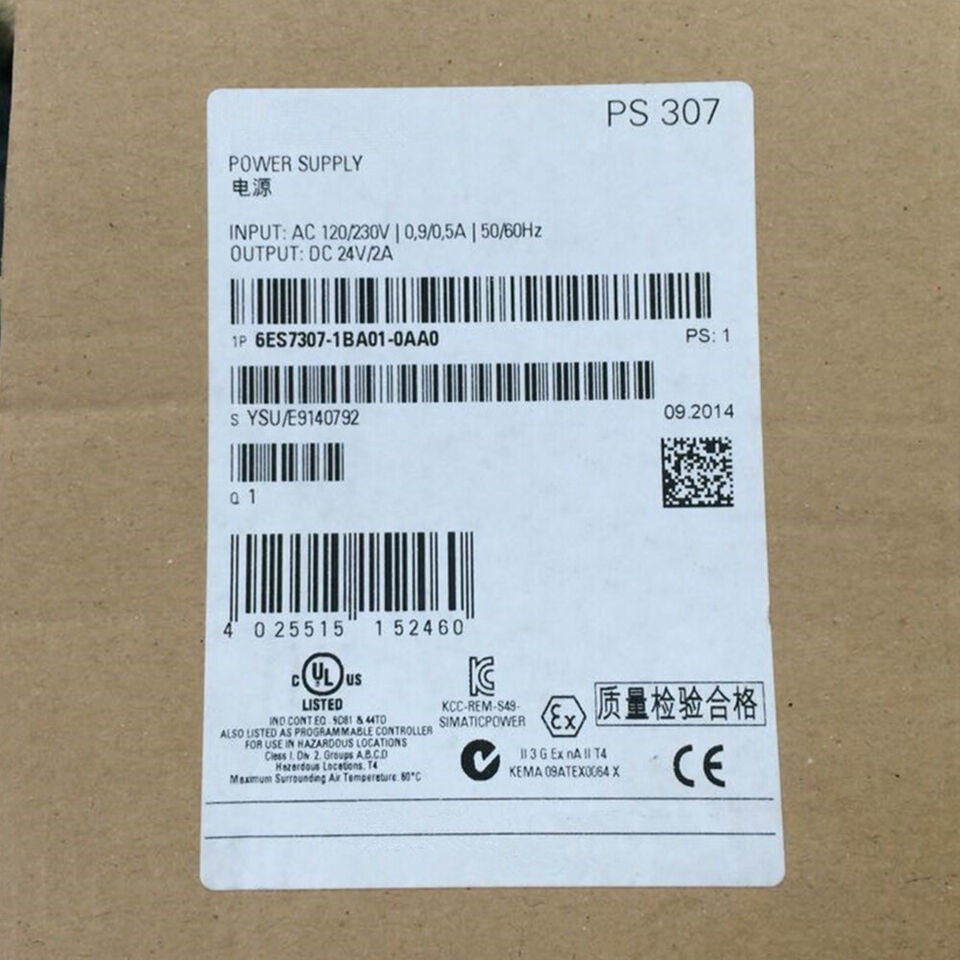 PS 307
POWER SUPPLY
电源
INPUT: AC 120/230V | 0,9/0,5A | 50/60Hz
OUTPUT: DC 24V/2A
1P 6ES7307-1BA01-0AA0
PS: 1
S YSU/E9140792
09.2014
Q 1
4 025515 152460
C UL US
LISTED
IND CONT EQ 9D81 & 44TD
ALSO LISTED AS PROGRAMMABLE CONTROLLER
FOR USE IN HAZARDOUS LOCATIONS
Class I, Div. 2, Groups A,B,C,D
Hazardous Locations, T4
Maximum Surrounding Air Temperature: 60°C
KCC-REM-S49-
SIMATICPOWER
Ex
质量检验合格
II 3 G Ex nA II T4
KEMA 09ATEX0064 X
CE